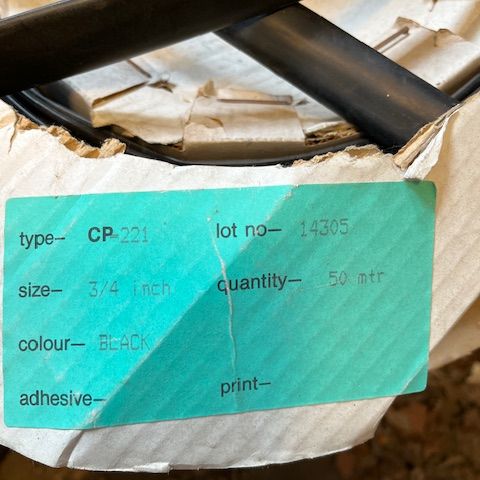 type– CP-221 lot no– 14305
size– 3/4 inch quantity– 50 mtr
colour– BLACK
adhesive– print–